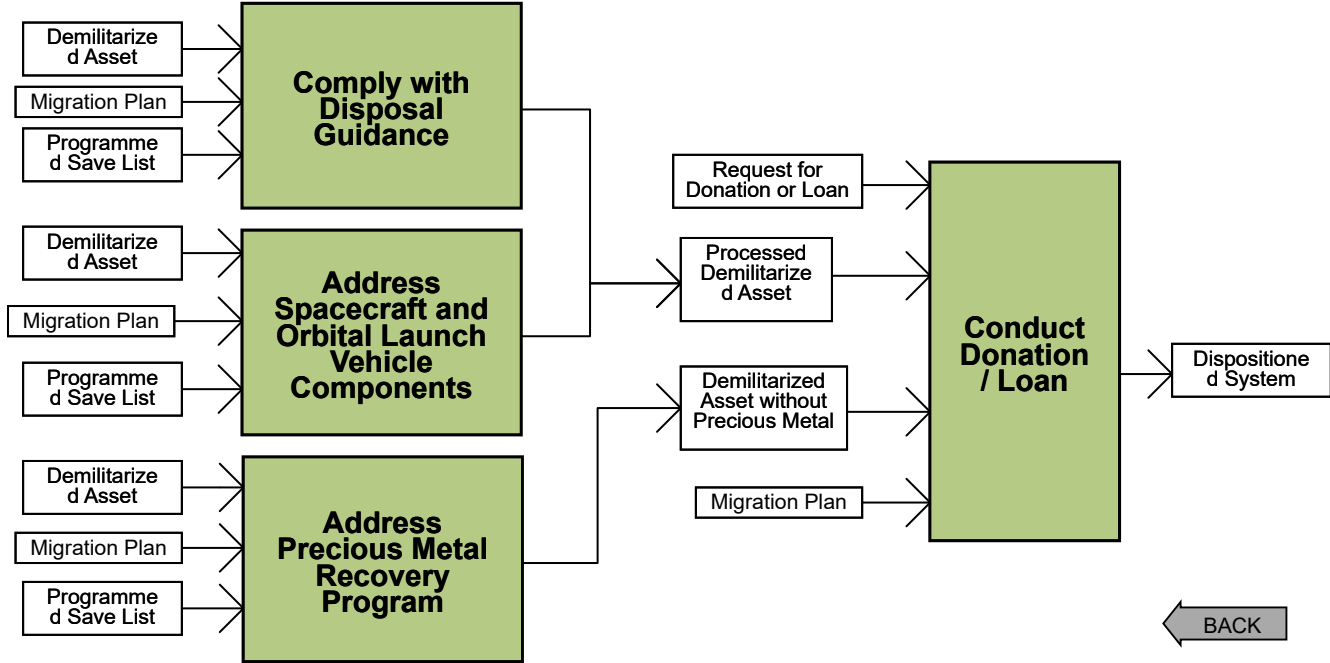 Demilitarize
d Asset
Migration Plan
Programme
d Save List
Comply with
Disposal
Guidance
Demilitarize
d Asset
Migration Plan
Programme
d Save List
Address
Spacecraft and
Orbital Launch
Vehicle
Components
Demilitarize
d Asset
Migration Plan
Programme
d Save List
Address
Precious Metal
Recovery
Program
Request for
Donation or Loan
Processed
Demilitarize
d Asset
Demilitarized
Asset without
Precious Metal
Migration Plan
Conduct
Donation
/ Loan
Dispositione
d System
BACK